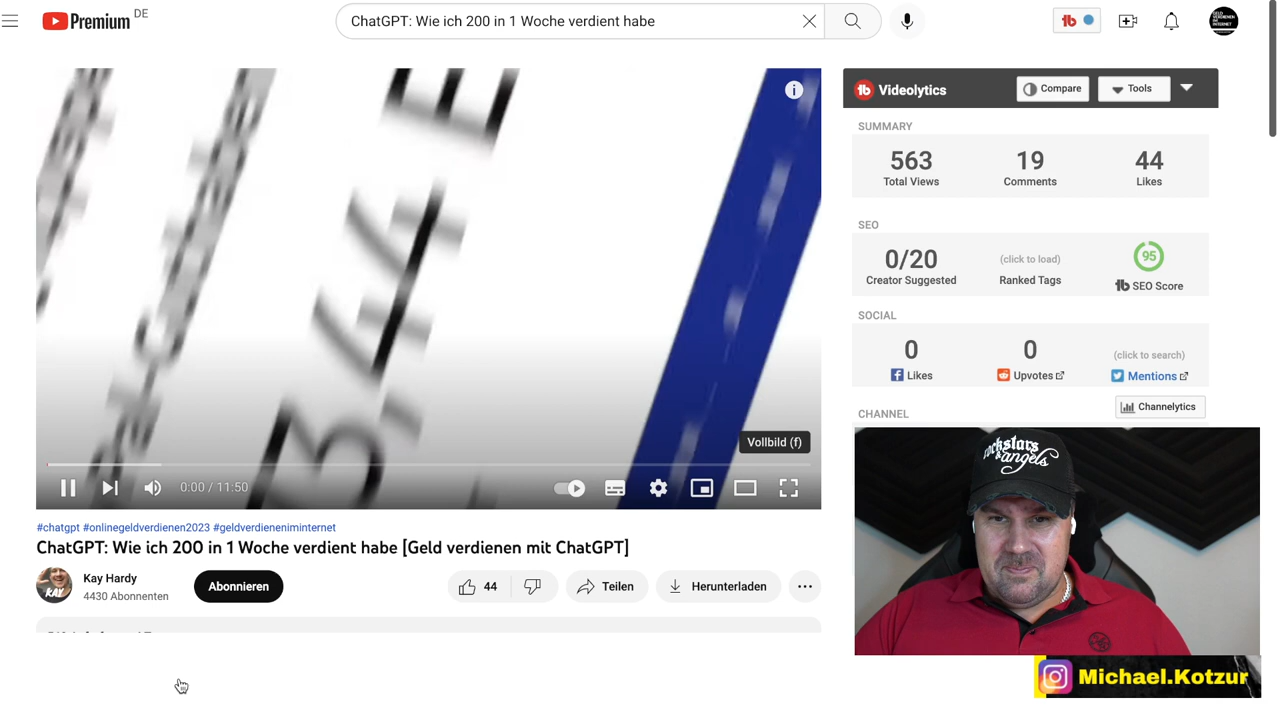 Premium DE
ChatGPT: Wie ich 200 in 1 Woche verdient habe
Videolytics
Compare
Tools
SUMMARY
563
19
44
Total Views
Comments
Likes
SEO
0/20
(click to load)
95
Creator Suggested
Ranked Tags
SEO Score
SOCIAL
0
0
(click to search)
Likes
Upvotes
Mentions
CHANNEL
Channelytics
Vollbild (f)
0:00 / 11:50
#chatgpt #onlinegeldverdienen2023 #geldverdieneniminternet
ChatGPT: Wie ich 200 in 1 Woche verdient habe [Geld verdienen mit ChatGPT]
Kay Hardy
4430 Abonnenten
Abonnieren
44
Teilen
Herunterladen
KAY
rockstars
& angels
Michael.Kotzur